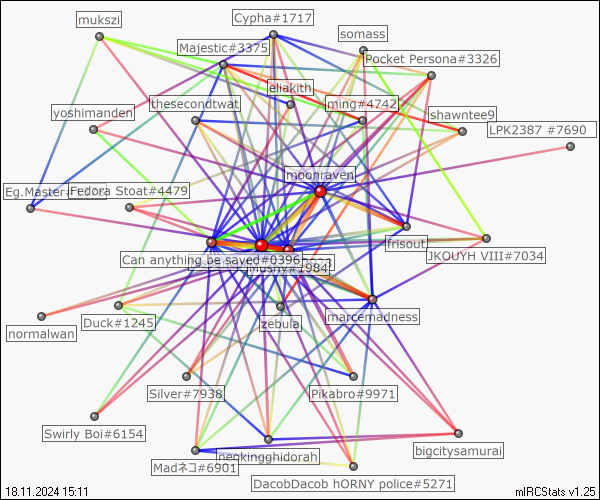 mukszi
Cypha#1717
somass
Majestic#3375
Pocket Persona#3326
eliakith
thesecondtwat
ming#4742
yoshimanden
shawntee9
LPK2387 #7690
moonraven
Eg.Master
Fedora Stoat#4479
frisout
JKOUYH VIII#7034
Can anything be saved#0396
Mushy#1984
zebula
marcemadness
normalwan
Duck#1245
Silver#7938
Pikabro#9971
Swirly Boi#6154
neokingghidorah
bigcitysamurai
Madネコ#6901
DacobDacob hORNY police#5271
18.11.2024 15:11
mIRCStats v1.25